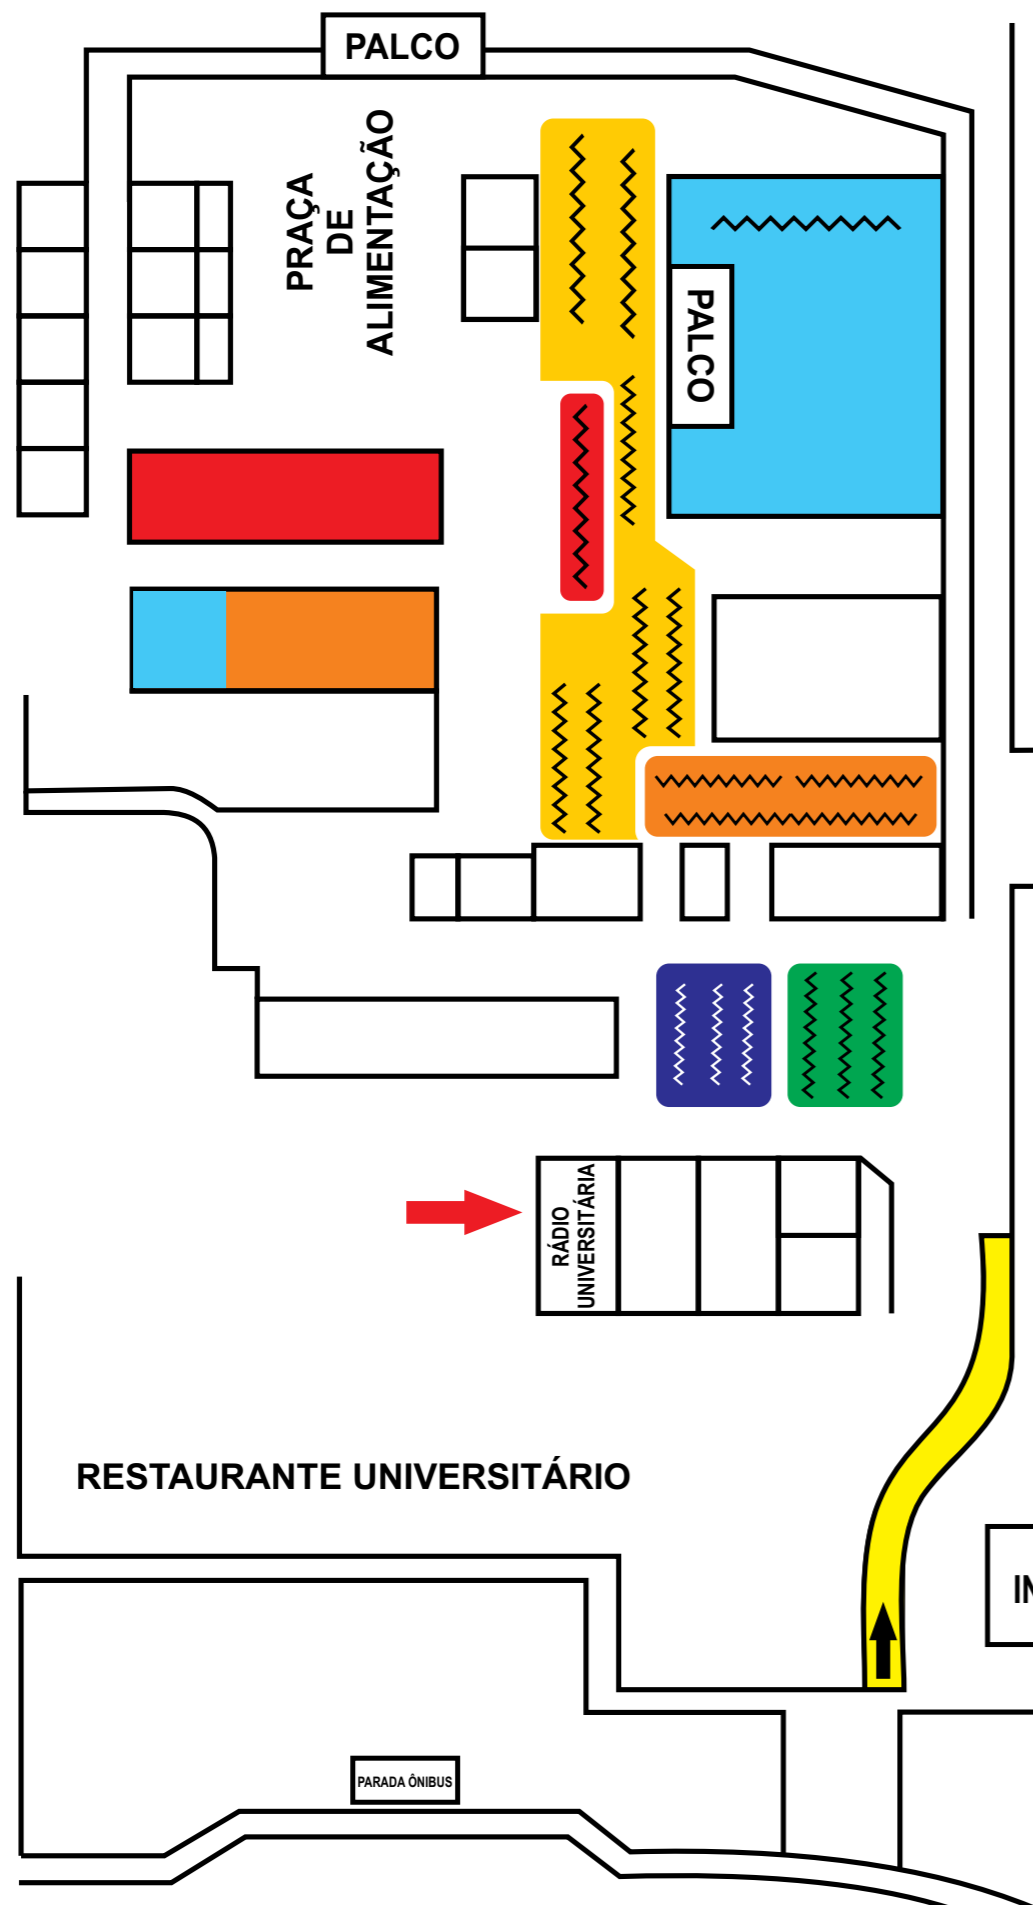 PALCO
PRAÇA
DE
ALIMENTAÇÃO
PALCO
RÁDIO
UNIVERSITÁRIA
RESTAURANTE UNIVERSITÁRIO
PARADA ÔNIBUS